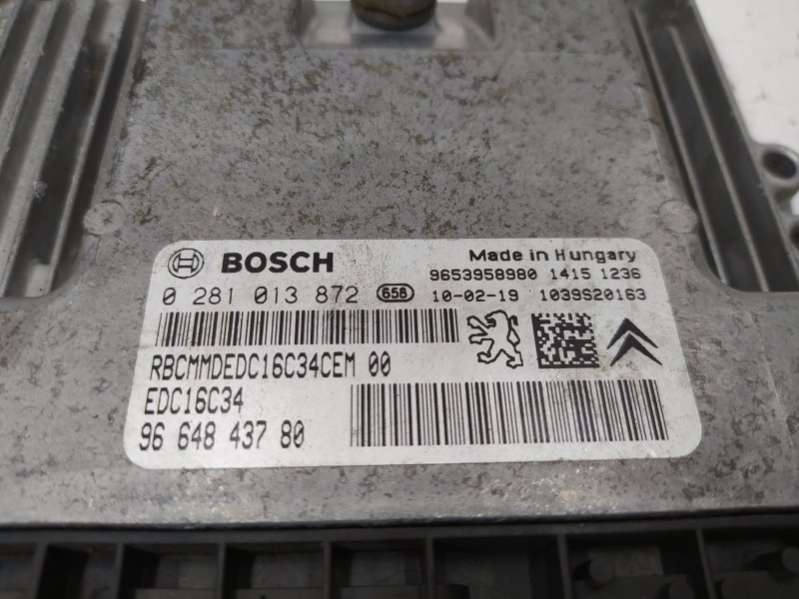 BOSCH
Made in Hungary
9653958980 1415 1236
0 281 013 872 658 10-02-19 1039S20163
RBCMMDEDC16C34CEM 00
EDC16C34
96 648 437 80